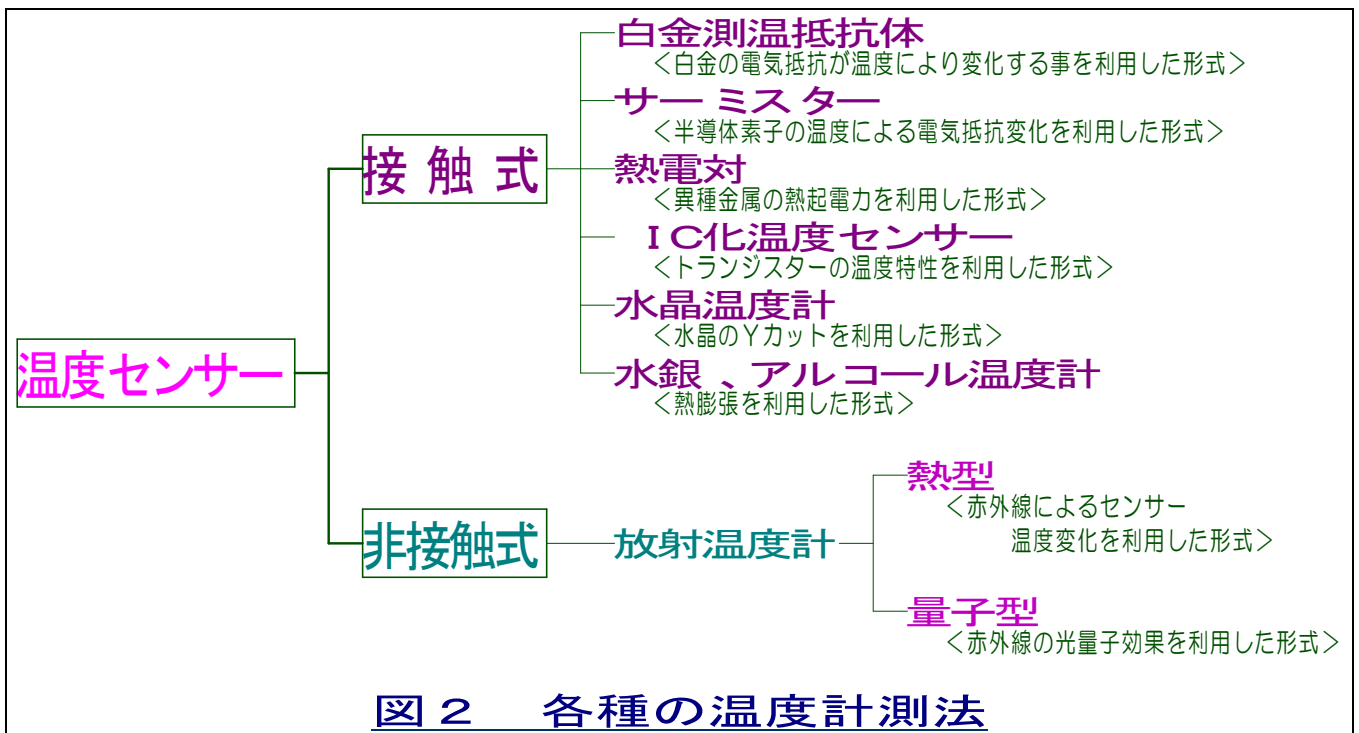 白金測温抵抗体
＜白金の電気抵抗が温度により変化する事を利用した形式＞
サーミスター
＜半導体素子の温度による電気抵抗変化を利用した形式＞
接触式
熱電対
＜異種金属の熱起電力を利用した形式＞
IC化温度センサー
＜トランジスターの温度特性を利用した形式＞
水晶温度計
＜水晶のYカットを利用した形式＞
温度センサー
水銀、アルコール温度計
＜熱膨張を利用した形式＞
熱型
＜赤外線によるセンサー
温度変化を利用した形式＞
非接触式
放射温度計
量子型
＜赤外線の光量子効果を利用した形式＞
図２　各種の温度計測法